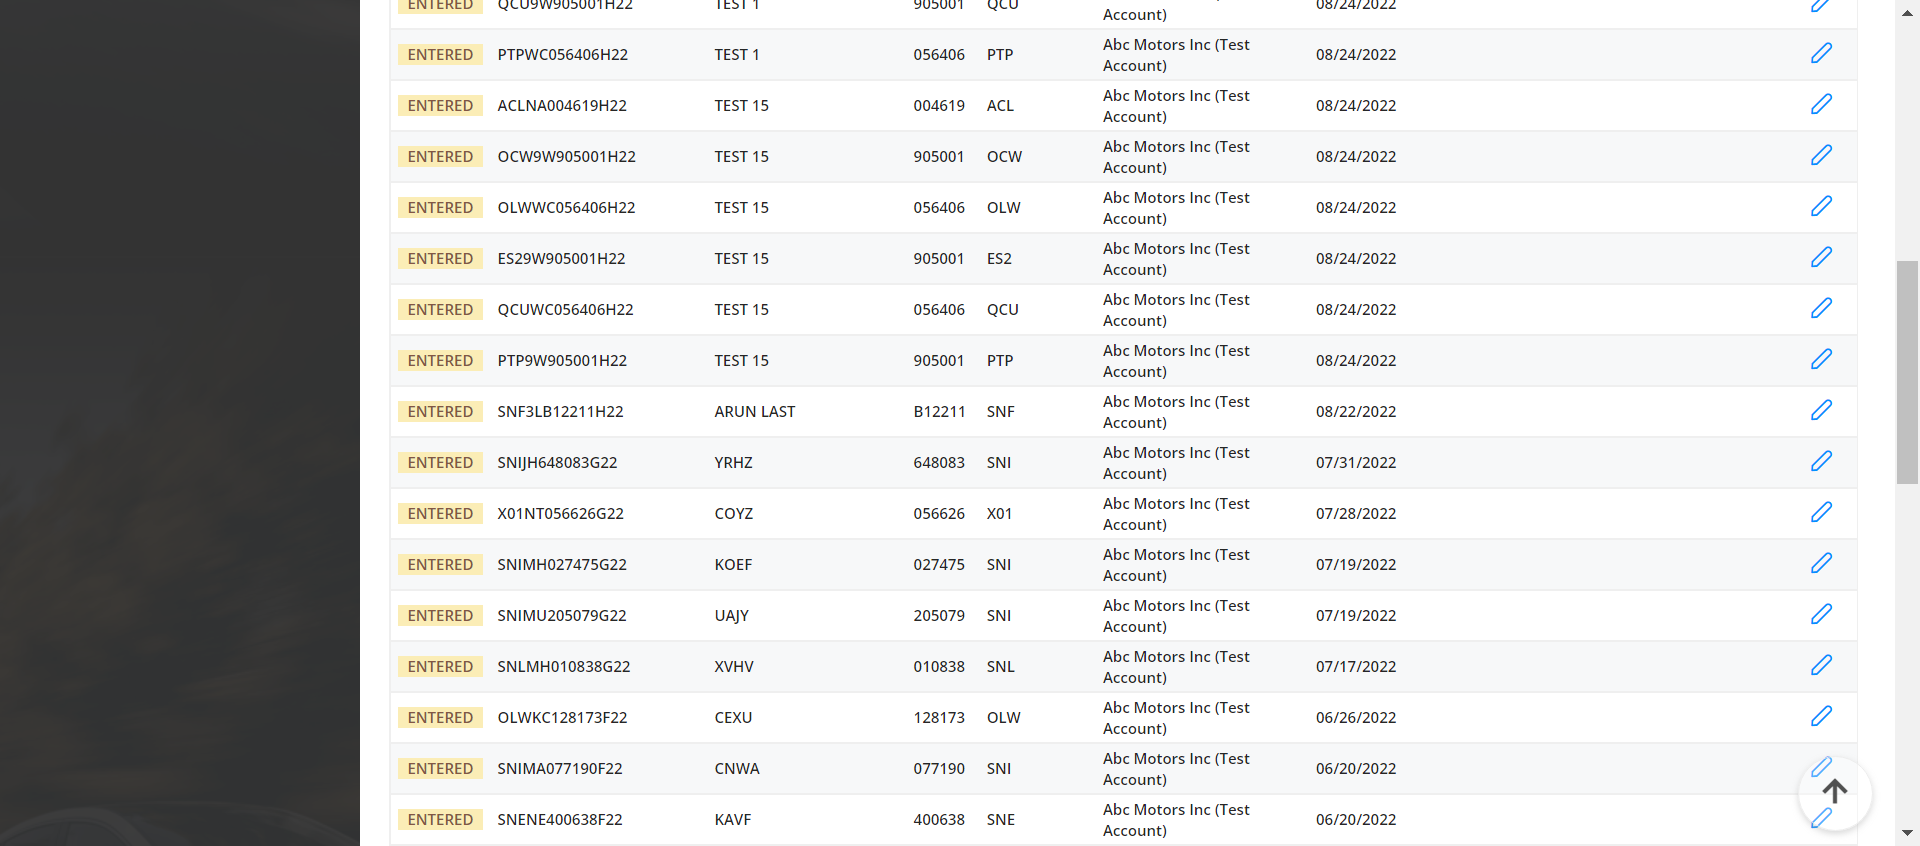 ENTERED QCU9W905001H22 TEST 1 905001 QCU Account) 08/24/2022
ENTERED PTPWC056406H22 TEST 1 056406 PTP Abc Motors Inc (Test Account) 08/24/2022
ENTERED ACLNA004619H22 TEST 15 004619 ACL Abc Motors Inc (Test Account) 08/24/2022
ENTERED OCW9W905001H22 TEST 15 905001 OCW Abc Motors Inc (Test Account) 08/24/2022
ENTERED OLWWC056406H22 TEST 15 056406 OLW Abc Motors Inc (Test Account) 08/24/2022
ENTERED ES29W905001H22 TEST 15 905001 ES2 Abc Motors Inc (Test Account) 08/24/2022
ENTERED QCUWC056406H22 TEST 15 056406 QCU Abc Motors Inc (Test Account) 08/24/2022
ENTERED PTP9W905001H22 TEST 15 905001 PTP Abc Motors Inc (Test Account) 08/24/2022
ENTERED SNF3LB12211H22 ARUN LAST B12211 SNF Abc Motors Inc (Test Account) 08/22/2022
ENTERED SNIJH648083G22 YRHZ 648083 SNI Abc Motors Inc (Test Account) 07/31/2022
ENTERED X01NT056626G22 COYZ 056626 X01 Abc Motors Inc (Test Account) 07/28/2022
ENTERED SNIMH027475G22 KOEF 027475 SNI Abc Motors Inc (Test Account) 07/19/2022
ENTERED SNIMU205079G22 UAJY 205079 SNI Abc Motors Inc (Test Account) 07/19/2022
ENTERED SNLMH010838G22 XVHV 010838 SNL Abc Motors Inc (Test Account) 07/17/2022
ENTERED OLWKC128173F22 CEXU 128173 OLW Abc Motors Inc (Test Account) 06/26/2022
ENTERED SNIMA077190F22 CNWA 077190 SNI Abc Motors Inc (Test Account) 06/20/2022
ENTERED SNENE400638F22 KAVF 400638 SNE Abc Motors Inc (Test Account) 06/20/2022